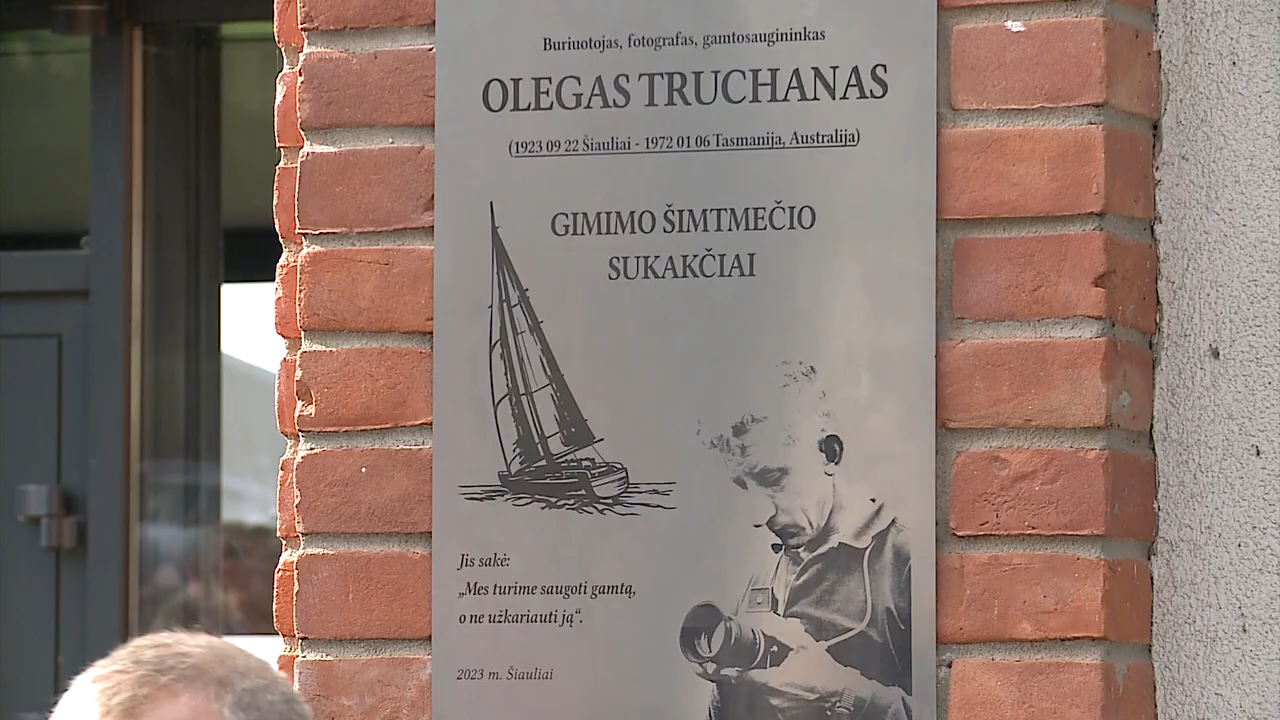 Buriuotojas, fotografas, gamtosaugininkas
OLEGAS TRUCHANAS
(1923 09 22 Šiauliai - 1972 01 06 Tasmanija, Australija)
GIMIMO ŠIMTMEČIO
SUKAKČIAI
Jis sakė:
„Mes turime saugoti gamtą,
o ne užkariauti ją“.
2023 m. Šiauliai